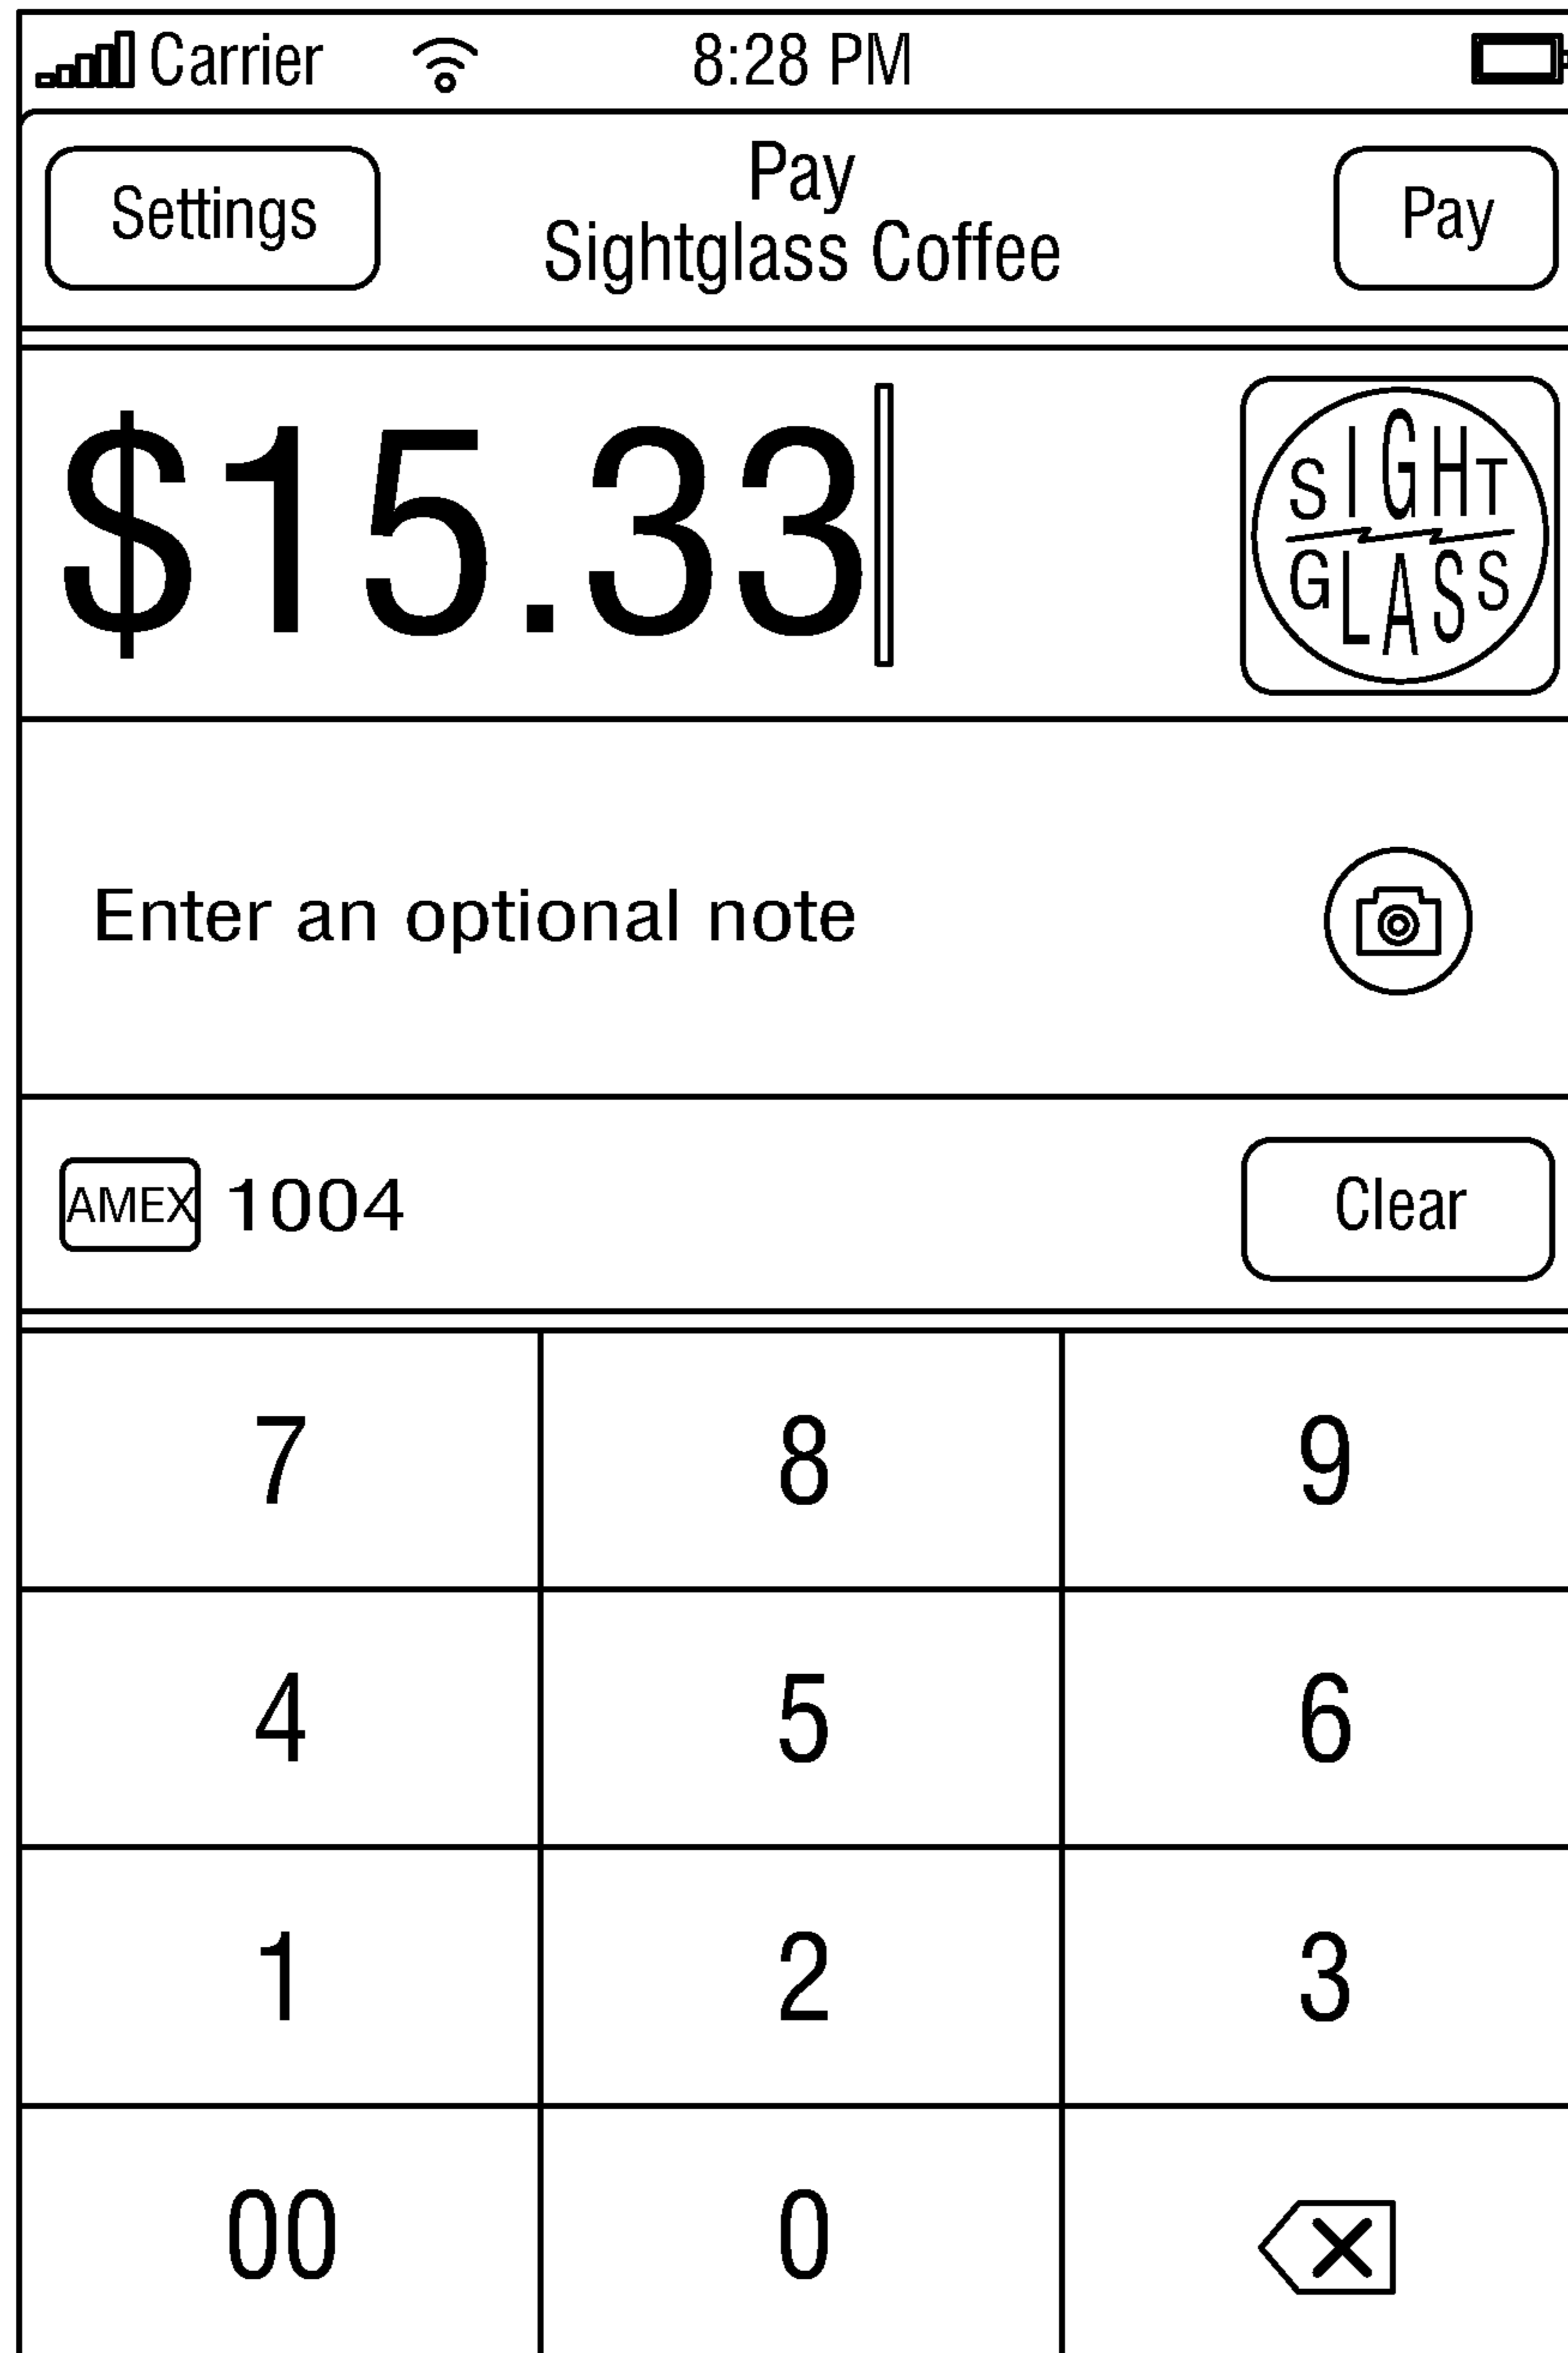 Carrier 8:28 PM
Settings
Pay
Sightglass Coffee
Pay
$15.33
SIGHT
GLASS
Enter an optional note
AMEX 1004
Clear
7 8 9
4 5 6
1 2 3
00 0